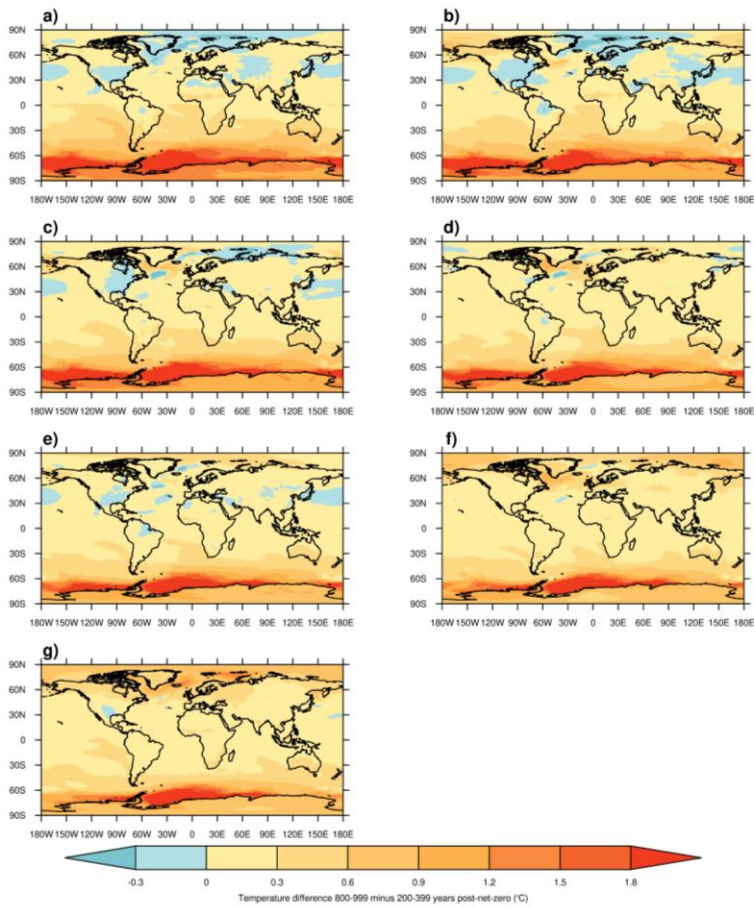 a)
b)
90N
60N
30N
0
30S
60S
90S
180W 150W 120W 90W 60W 30W 0 30E 60E 90E 120E 150E 180E
90N
60N
30N
0
30S
60S
90S
180W 150W 120W 90W 60W 30W 0 30E 60E 90E 120E 150E 180E
c)
d)
90N
60N
30N
0
30S
60S
90S
180W 150W 120W 90W 60W 30W 0 30E 60E 90E 120E 150E 180E
90N
60N
30N
0
30S
60S
90S
180W 150W 120W 90W 60W 30W 0 30E 60E 90E 120E 150E 180E
e)
f)
90N
60N
30N
0
30S
60S
90S
180W 150W 120W 90W 60W 30W 0 30E 60E 90E 120E 150E 180E
90N
60N
30N
0
30S
60S
90S
180W 150W 120W 90W 60W 30W 0 30E 60E 90E 120E 150E 180E
g)
90N
60N
30N
0
30S
60S
90S
180W 150W 120W 90W 60W 30W 0 30E 60E 90E 120E 150E 180E
-0.3 0 0.3 0.6 0.9 1.2 1.5 1.8
Temperature difference 800-999 minus 200-399 years post-net-zero (°C)